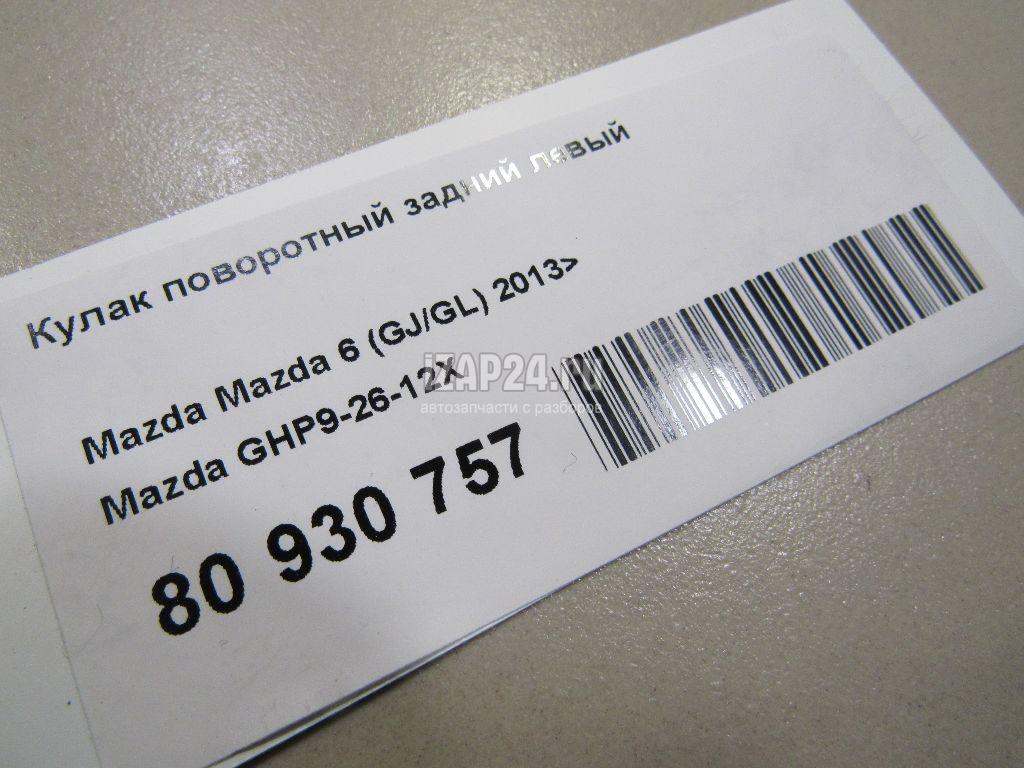 Кулак поворотный задний левый
Mazda Mazda 6 (GJ/GL) 2013>
Mazda GHP9-26-12X
80 930 757
iZAP24.ru
автозапчасти с разборов